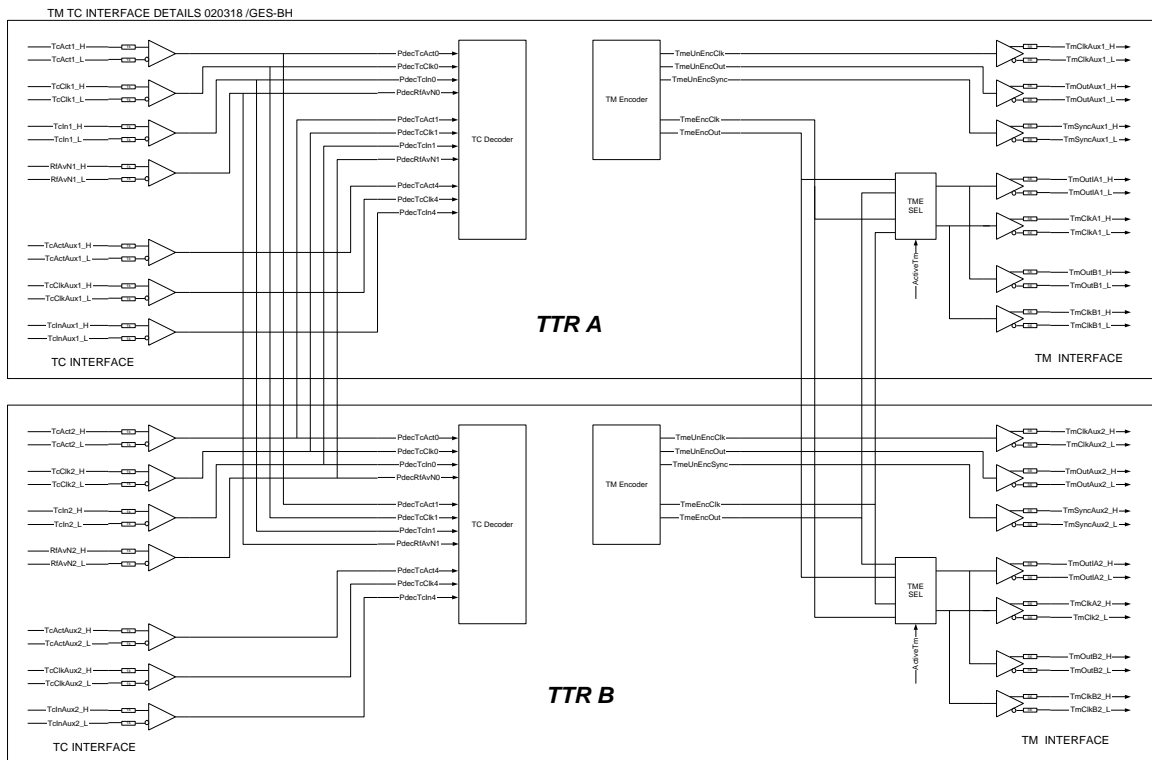 TM TC INTERFACE DETAILS 020318 /GES-BH
TcAct1_H
TcAct1_L
TcClk1_H
TcClk1_L
TcIn1_H
TcIn1_L
RfAvN1_H
RfAvN1_L
TcActAux1_H
TcActAux1_L
TcClkAux1_H
TcClkAux1_L
TcInAux1_H
TcInAux1_L
TC INTERFACE
PdecTcAct0
PdecTcClk0
PdecTcIn0
PdecRfAvN0
PdecTcAct1
PdecTcClk1
PdecTcIn1
PdecRfAvN1
PdecTcAct4
PdecTcClk4
PdecTcIn4
TC Decoder
TTR A
TM Encoder
TmeUnEncClk
TmeUnEncOut
TmeUnEncSync
TmeEncClk
TmeEncOut
TME
SEL
ActiveTm
TmClkAux1_H
TmClkAux1_L
TmOutAux1_H
TmOutAux1_L
TmSyncAux1_H
TmSyncAux1_L
TmOutIA1_H
TmOutIA1_L
TmClkA1_H
TmClkA1_L
TmOutB1_H
TmOutB1_L
TmClkB1_H
TmClkB1_L
TM INTERFACE
TcAct2_H
TcAct2_L
TcClk2_H
TcClk2_L
TcIn2_H
TcIn2_L
RfAvN2_H
RfAvN2_L
TcActAux2_H
TcActAux2_L
TcClkAux2_H
TcClkAux2_L
TcInAux2_H
TcInAux2_L
TC INTERFACE
PdecTcAct0
PdecTcClk0
PdecTcIn0
PdecRfAvN0
PdecTcAct1
PdecTcClk1
PdecTcIn1
PdecRfAvN1
PdecTcAct4
PdecTcClk4
PdecTcIn4
TC Decoder
TTR B
TM Encoder
TmeUnEncClk
TmeUnEncOut
TmeUnEncSync
TmeEncClk
TmeEncOut
TME
SEL
ActiveTm
TmClkAux2_H
TmClkAux2_L
TmOutAux2_H
TmOutAux2_L
TmSyncAux2_H
TmSyncAux2_L
TmOutIA2_H
TmOutIA2_L
TmClkA2_H
TmClk2_L
TmOutB2_H
TmOutB2_L
TmClkB2_H
TmClkB2_L
TM INTERFACE